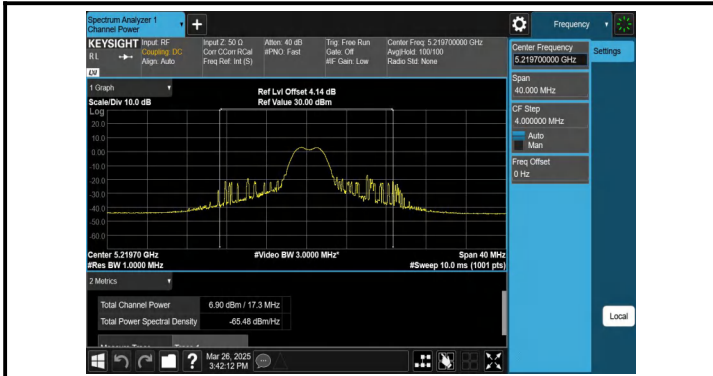 Spectrum Analyzer 1
Channel Power
Frequency
KEYSIGHT Input: RF
RL Coupling: DC
Align: Auto
Input Z: 50 Ω
Corr CCorr RCal
Freq Ref: Int (S)
Atten: 40 dB
#PNO: Fast
Trig: Free Run
Gate: Off
#IF Gain: Low
Center Freq: 5.219700000 GHz
Avg|Hold: 100/100
Radio Std: None
LXI
1 Graph
Scale/Div 10.0 dB
Ref Lvl Offset 4.14 dB
Ref Value 30.00 dBm
Log
20.0
10.0
0.00
-10.0
-20.0
-30.0
-40.0
-50.0
-60.0
Center 5.21970 GHz
#Res BW 1.0000 MHz
#Video BW 3.0000 MHz*
Span 40 MHz
#Sweep 10.0 ms (1001 pts)
2 Metrics
Total Channel Power 6.90 dBm / 17.3 MHz
Total Power Spectral Density -65.48 dBm/Hz
Mar 26, 2025
3:42:12 PM
Center Frequency
5.219700000 GHz
Settings
Span
40.000 MHz
CF Step
4.000000 MHz
Auto
Man
Freq Offset
0 Hz
Local